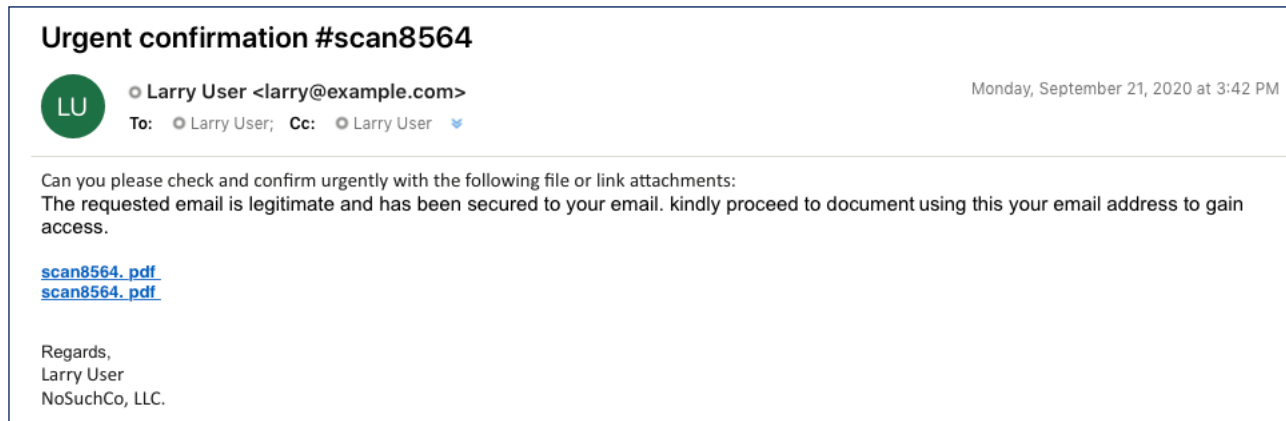 Urgent confirmation #scan8564
LU
Larry User <larry@example.com>
Monday, September 21, 2020 at 3:42 PM
To: Larry User; Cc: Larry User
Can you please check and confirm urgently with the following file or link attachments:
The requested email is legitimate and has been secured to your email. kindly proceed to document using this your email address to gain
access.
scan8564. pdf
scan8564. pdf
Regards,
Larry User
NoSuchCo, LLC.